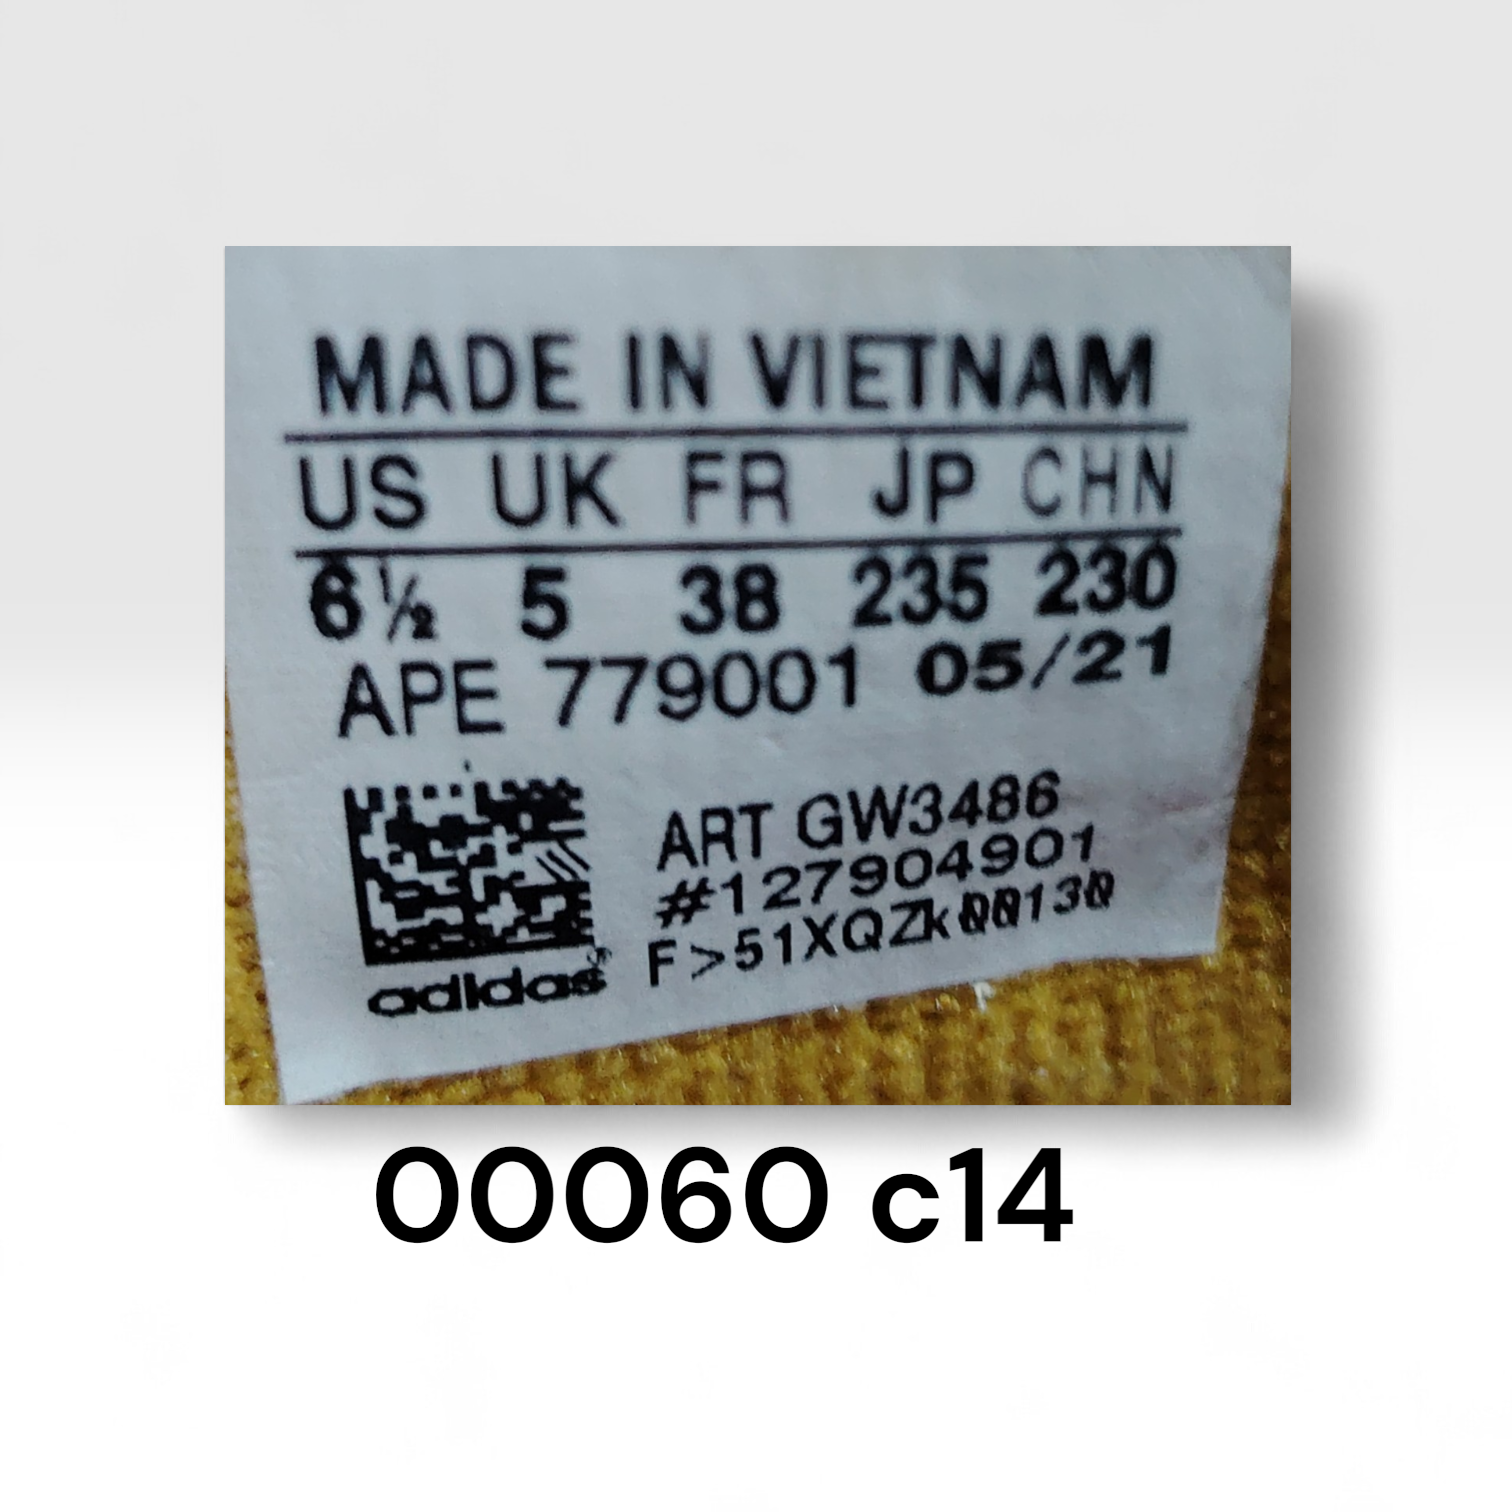 MADE IN VIETNAM
US UK FR JP CHN
6½ 5 38 235 230
APE 779001 05/21
ART GW3486
#127904901
F>51XQZk00130
adidas
00060 c14